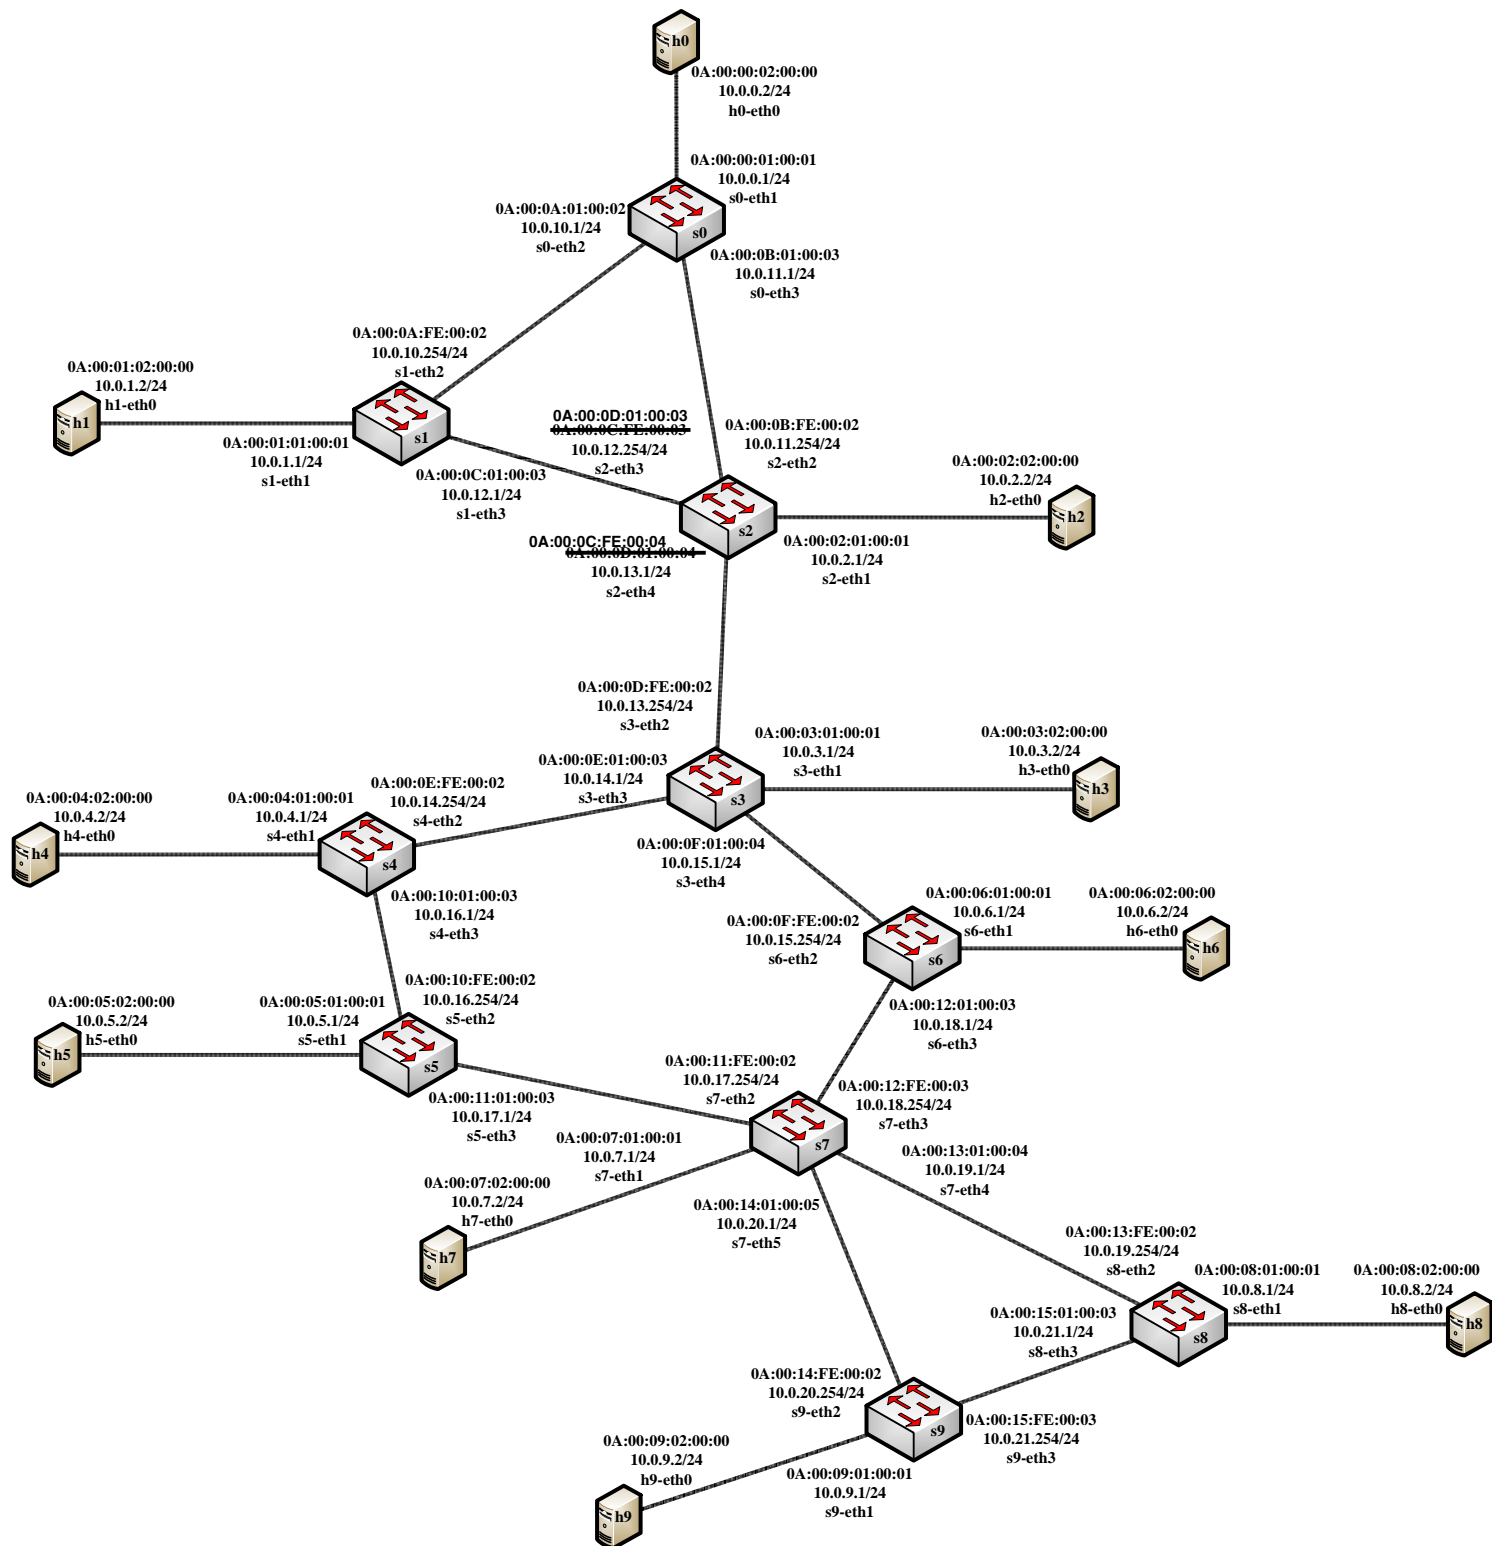 h0
0A:00:00:02:00:00
10.0.0.2/24
h0-eth0
0A:00:00:01:00:01
10.0.0.1/24
s0-eth1
0A:00:0A:01:00:02
10.0.10.1/24
s0-eth2
s0
0A:00:0B:01:00:03
10.0.11.1/24
s0-eth3
0A:00:0A:FE:00:02
10.0.10.254/24
s1-eth2
0A:00:01:02:00:00
10.0.1.2/24
h1-eth0
h1
s1
0A:00:01:01:00:01
10.0.1.1/24
s1-eth1
0A:00:0C:01:00:03
10.0.12.1/24
s1-eth3
0A:00:0D:01:00:03
0A:00:0C:FE:00:03
10.0.12.254/24
s2-eth3
0A:00:0B:FE:00:02
10.0.11.254/24
s2-eth2
0A:00:02:02:00:00
10.0.2.2/24
h2-eth0
h2
s2
0A:00:0C:FE:00:04
0A:00:0D:01:00:04
10.0.13.1/24
s2-eth4
0A:00:02:01:00:01
10.0.2.1/24
s2-eth1
0A:00:0D:FE:00:02
10.0.13.254/24
s3-eth2
0A:00:0E:01:00:03
10.0.14.1/24
s3-eth3
0A:00:03:01:00:01
10.0.3.1/24
s3-eth1
0A:00:03:02:00:00
10.0.3.2/24
h3-eth0
h3
s3
0A:00:0F:01:00:04
10.0.15.1/24
s3-eth4
0A:00:04:02:00:00
10.0.4.2/24
h4-eth0
h4
0A:00:04:01:00:01
10.0.4.1/24
s4-eth1
0A:00:0E:FE:00:02
10.0.14.254/24
s4-eth2
s4
0A:00:10:01:00:03
10.0.16.1/24
s4-eth3
0A:00:0F:FE:00:02
10.0.15.254/24
s6-eth2
0A:00:06:01:00:01
10.0.6.1/24
s6-eth1
0A:00:06:02:00:00
10.0.6.2/24
h6-eth0
h6
s6
0A:00:12:01:00:03
10.0.18.1/24
s6-eth3
0A:00:05:02:00:00
10.0.5.2/24
h5-eth0
h5
0A:00:05:01:00:01
10.0.5.1/24
s5-eth1
0A:00:10:FE:00:02
10.0.16.254/24
s5-eth2
s5
0A:00:11:01:00:03
10.0.17.1/24
s5-eth3
0A:00:11:FE:00:02
10.0.17.254/24
s7-eth2
0A:00:12:FE:00:03
10.0.18.254/24
s7-eth3
s7
0A:00:07:01:00:01
10.0.7.1/24
s7-eth1
0A:00:13:01:00:04
10.0.19.1/24
s7-eth4
0A:00:07:02:00:00
10.0.7.2/24
h7-eth0
h7
0A:00:14:01:00:05
10.0.20.1/24
s7-eth5
0A:00:13:FE:00:02
10.0.19.254/24
s8-eth2
0A:00:08:01:00:01
10.0.8.1/24
s8-eth1
0A:00:08:02:00:00
10.0.8.2/24
h8-eth0
h8
s8
0A:00:15:01:00:03
10.0.21.1/24
s8-eth3
0A:00:14:FE:00:02
10.0.20.254/24
s9-eth2
s9
0A:00:15:FE:00:03
10.0.21.254/24
s9-eth3
0A:00:09:02:00:00
10.0.9.2/24
h9-eth0
h9
0A:00:09:01:00:01
10.0.9.1/24
s9-eth1